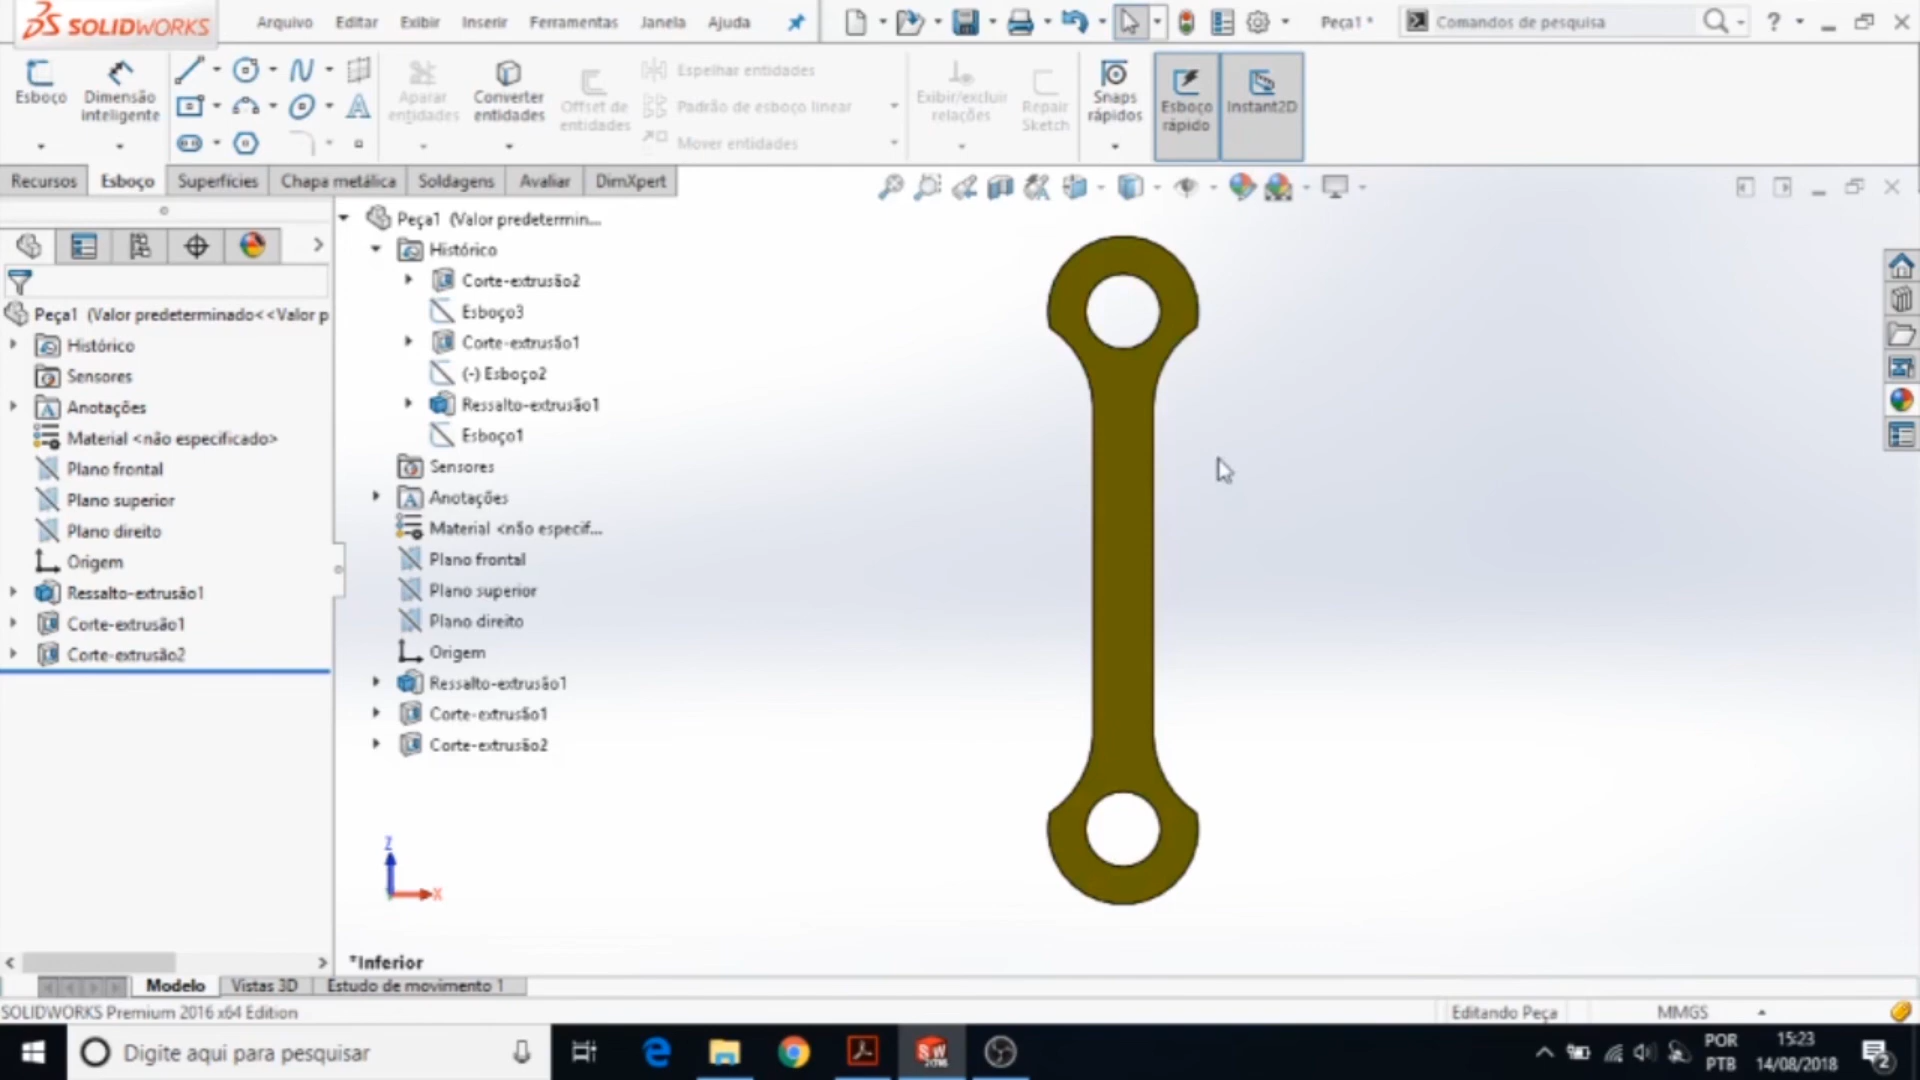 SOLIDWORKS
Arquivo Editar Exibir Inserir Ferramentas Janela Ajuda
Peça1 *
Comandos de pesquisa
?
Esboço
Dimensão inteligente
Aparar entidades
Converter entidades
Offset de entidades
Espelhar entidades
Padrão de esboço linear
Mover entidades
Exibir/excluir relações
Repair Sketch
Snaps rápidos
Esboço rápido
Instant2D
Recursos Esboço Superfícies Chapa metálica Soldagens Avaliar DimXpert
Peça1 (Valor predeterminado<<Valor p
Histórico
Sensores
Anotações
Material <não especificado>
Plano frontal
Plano superior
Plano direito
Origem
Ressalto-extrusão1
Corte-extrusão1
Corte-extrusão2
Peça1 (Valor predetermin...
Histórico
Corte-extrusão2
Esboço3
Corte-extrusão1
(-) Esboço2
Ressalto-extrusão1
Esboço1
Sensores
Anotações
Material <não especif...
Plano frontal
Plano superior
Plano direito
Origem
Ressalto-extrusão1
Corte-extrusão1
Corte-extrusão2
Z
X
*Inferior
Modelo Vistas 3D Estudo de movimento 1
SOLIDWORKS Premium 2016 x64 Edition
Editando Peça
MMGS
Digite aqui para pesquisar
SW
2016
POR
PTB
15:23
14/08/2018
2